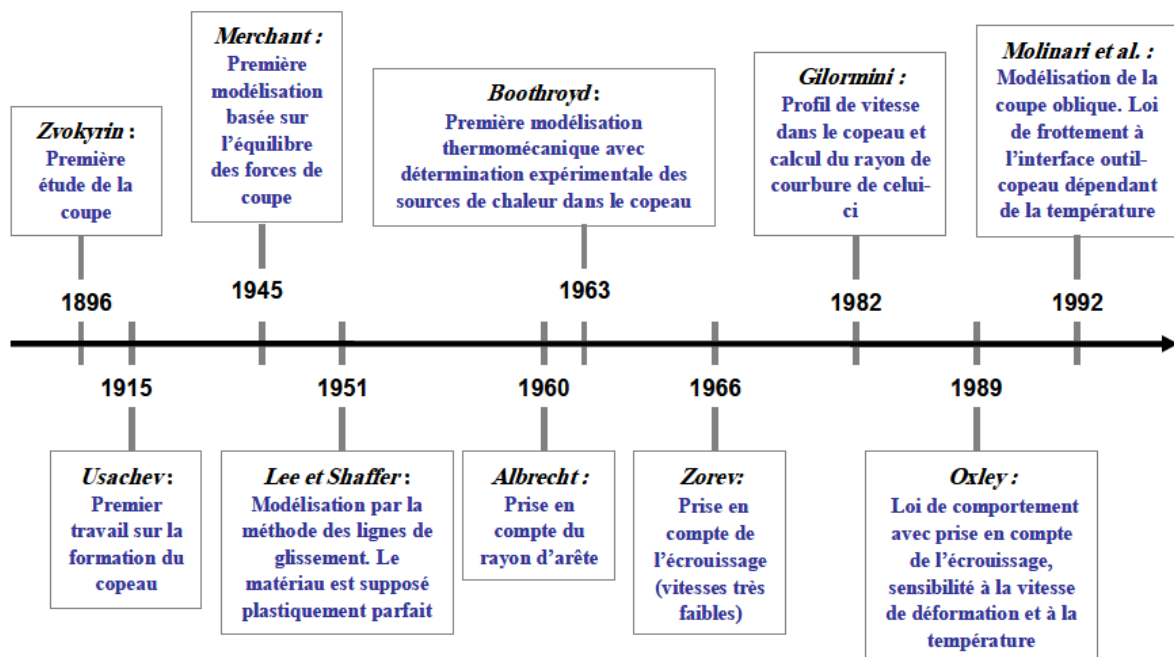 Zvokyrin :
Première
étude de la
coupe
1896
Merchant :
Première
modélisation
basée sur
l'équilibre
des forces de
coupe
1945
Boothroyd :
Première modélisation
thermomécanique avec
détermination expérimentale des
sources de chaleur dans le copeau
1963
Gilormini :
Profil de vitesse
dans le copeau et
calcul du rayon de
courbure de celui-
ci
1982
Molinari et al. :
Modélisation de la
coupe oblique. Loi
de frottement à
l'interface outil-
copeau dépendant
de la température
1992
1915
Usachev :
Premier
travail sur la
formation du
copeau
1951
Lee et Shaffer :
Modélisation par la
méthode des lignes de
glissement. Le
matériau est supposé
plastiquement parfait
1960
Albrecht :
Prise en
compte du
rayon d'arête
1966
Zorev:
Prise en
compte de
l'écrouissage
(vitesses très
faibles)
1989
Oxley :
Loi de comportement
avec prise en compte
de l'écrouissage,
sensibilité à la vitesse
de déformation et à la
température